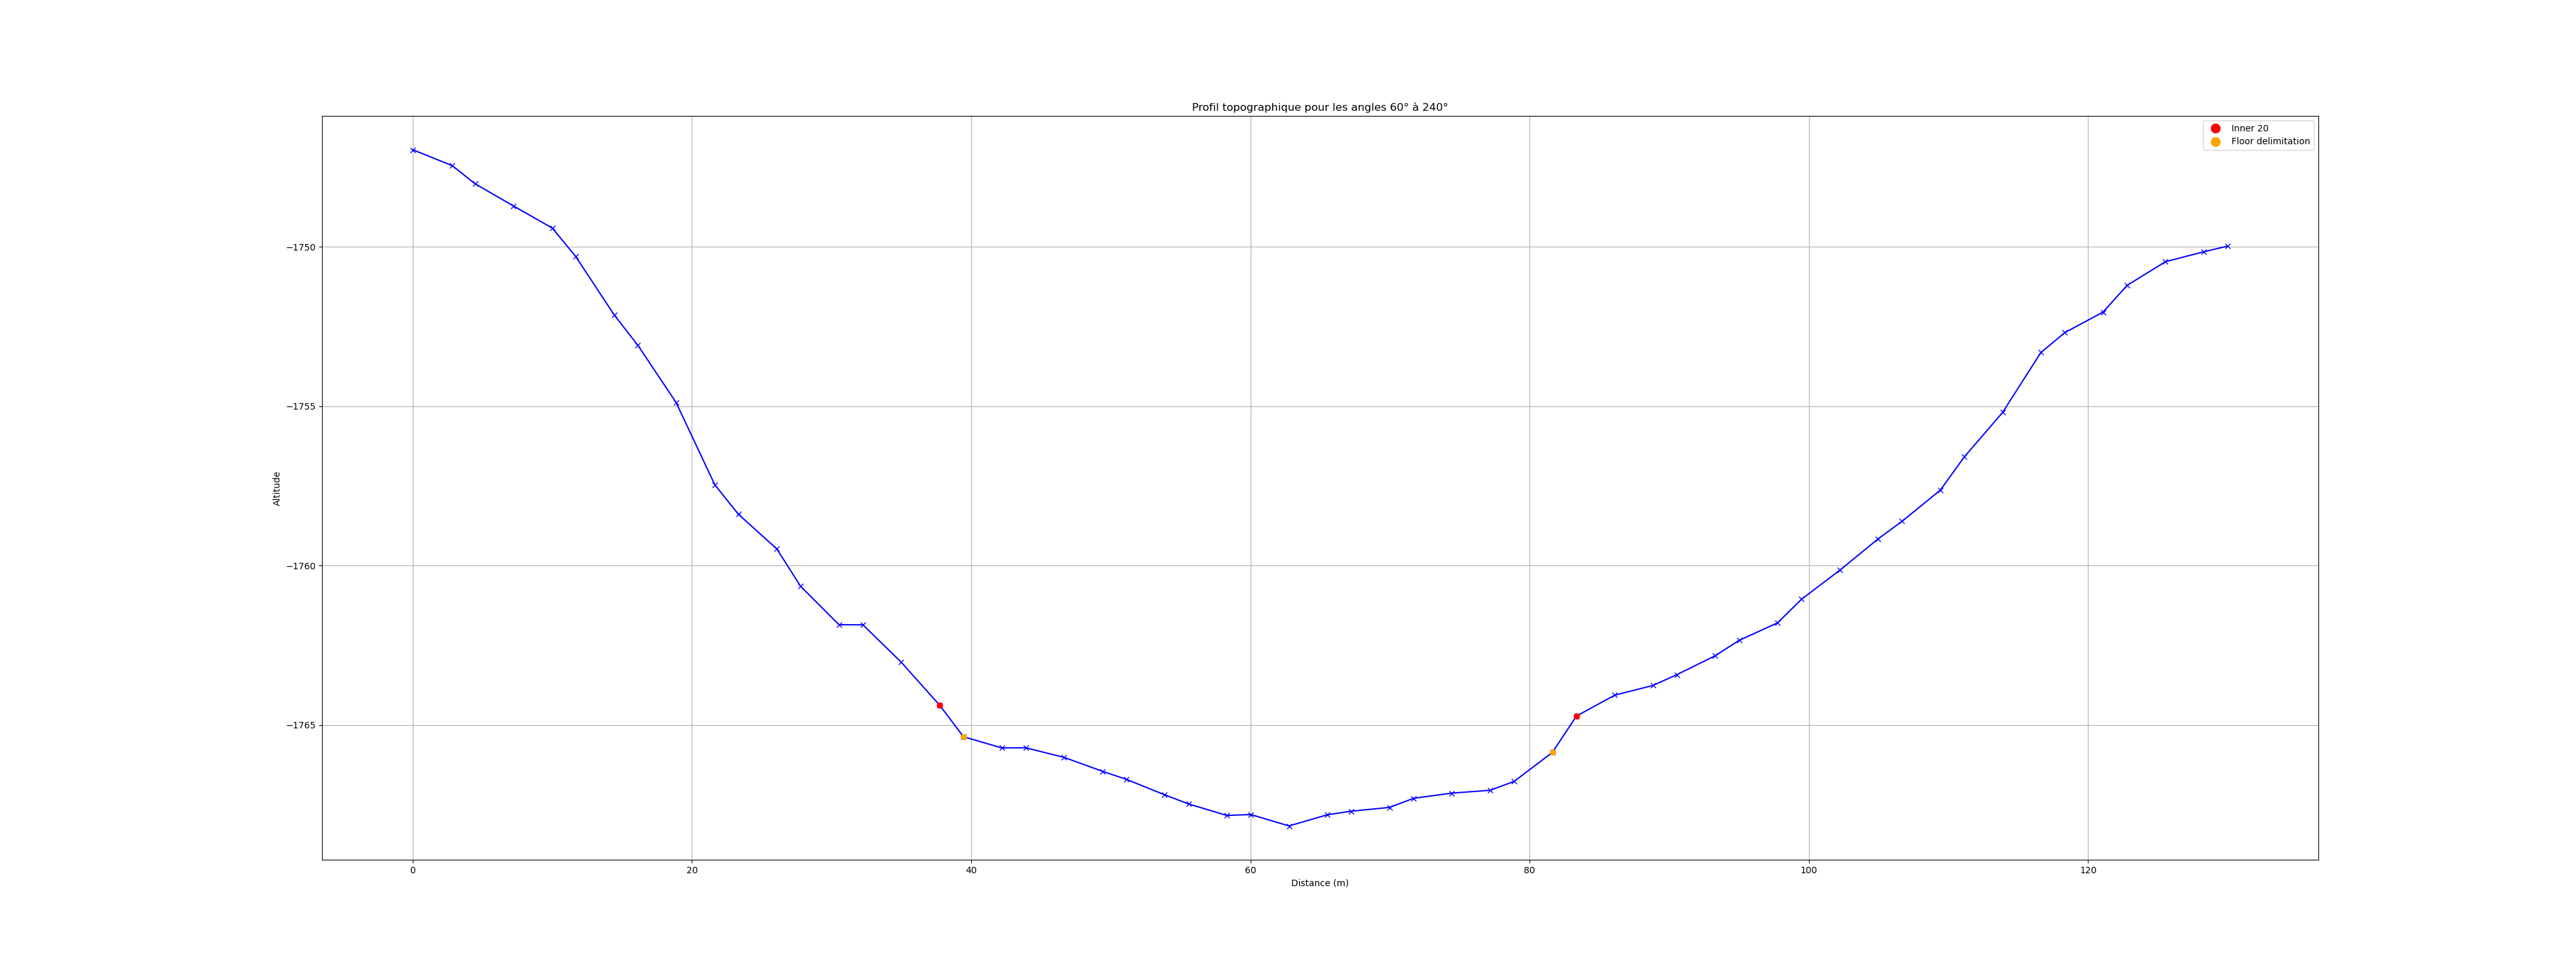 Profil topographique pour les angles 60° à 240°
Inner 20
Floor delimitation
Altitude
−1750
−1755
−1760
−1765
0 20 40 60 80 100 120
Distance (m)